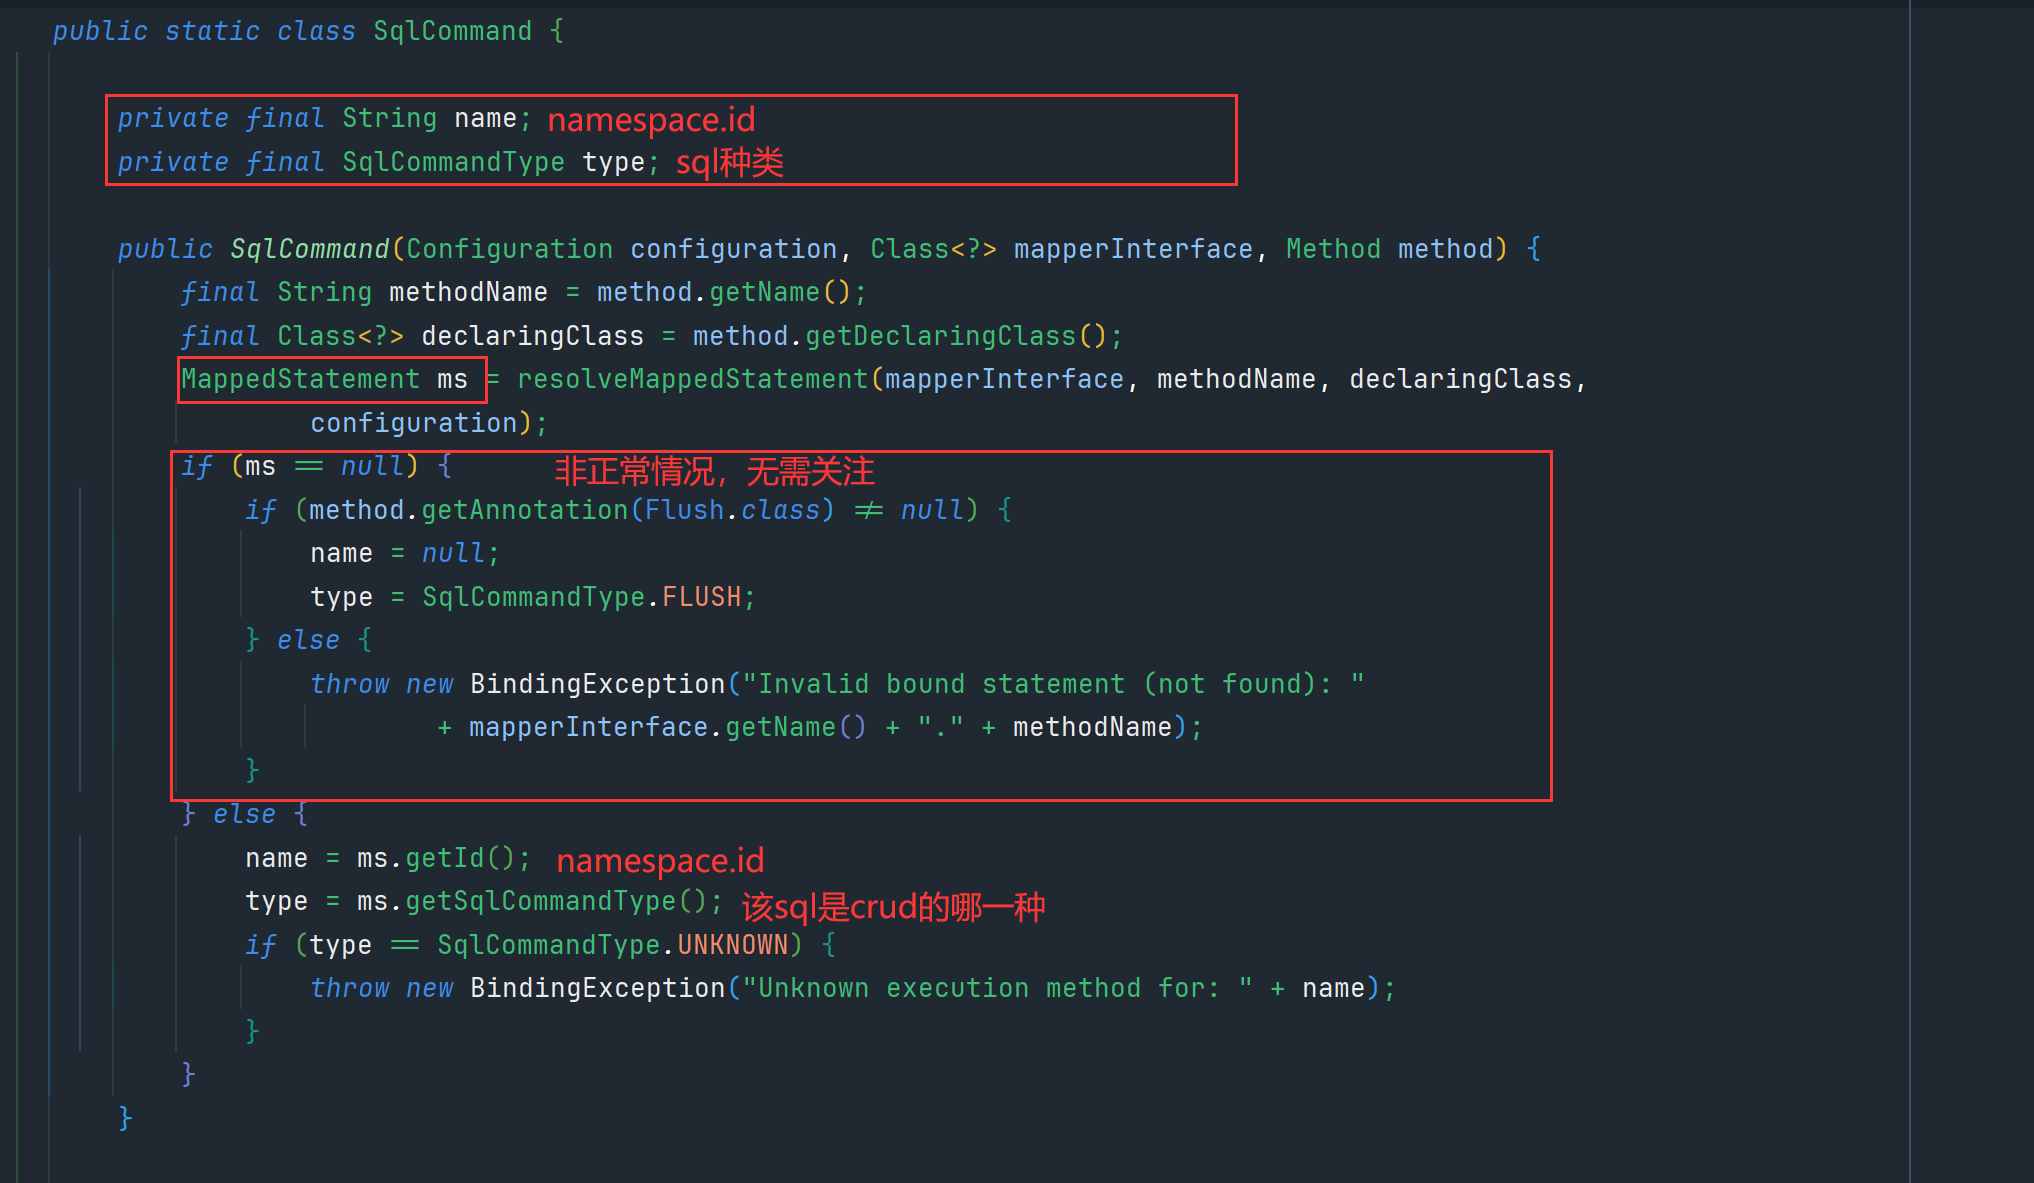 public static class SqlCommand {
private final String name; namespace.id
private final SqlCommandType type; sql种类
public SqlCommand(Configuration configuration, Class<?> mapperInterface, Method method) {
final String methodName = method.getName();
final Class<?> declaringClass = method.getDeclaringClass();
MappedStatement ms = resolveMappedStatement(mapperInterface, methodName, declaringClass,
configuration);
if (ms == null) { 非正常情况，无需关注
if (method.getAnnotation(Flush.class) != null) {
name = null;
type = SqlCommandType.FLUSH;
} else {
throw new BindingException("Invalid bound statement (not found): "
+ mapperInterface.getName() + "." + methodName);
}
} else {
name = ms.getId(); namespace.id
type = ms.getSqlCommandType(); 该sql是crud的哪一种
if (type == SqlCommandType.UNKNOWN) {
throw new BindingException("Unknown execution method for: " + name);
}
}
}